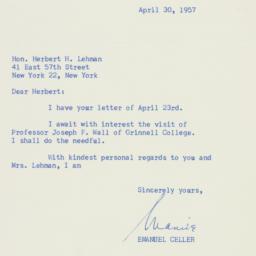 April 30, 1957
Hon. Herbert H. Lehman
41 East 57th Street
New York 22, New York
Dear Herbert:
I have your letter of April 23rd.
I await with interest the visit of
Professor Joseph F. Wall of Grinnell College.
I shall do the needful.
With kindest personal regards to you and
Mrs. Lehman, I am
Sincerely yours,
Manie
EMANUEL CELLER